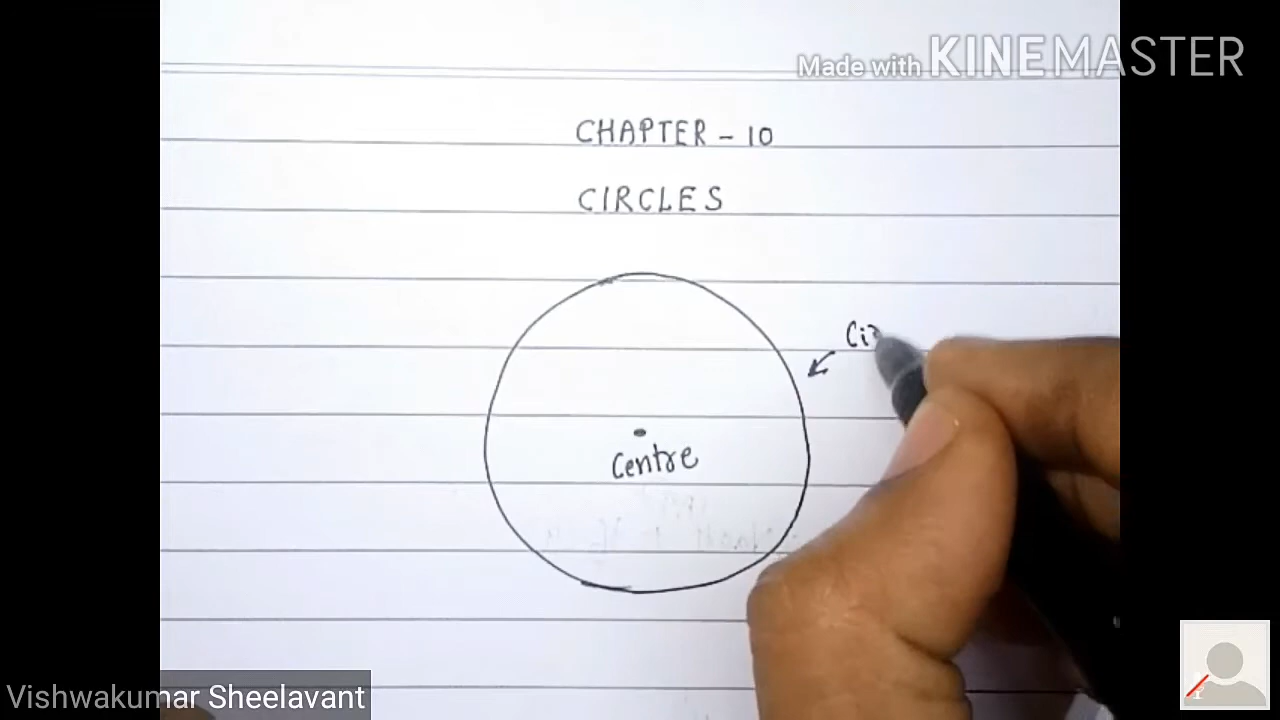 Made with KINEMASTER
CHAPTER - 10
CIRCLES
Centre
Vishwakumar Sheelavant